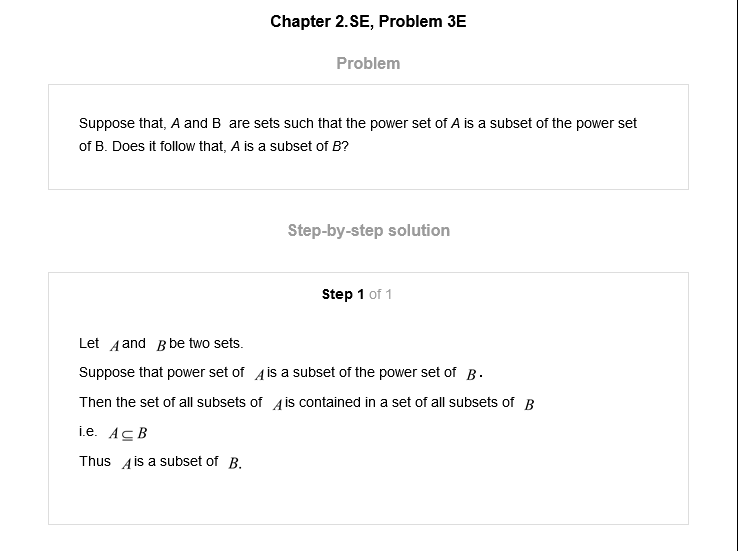 Chapter 2.SE, Problem 3E
Problem
Suppose that, A and B are sets such that the power set of A is a subset of the power set
of B. Does it follow that, A is a subset of B?
Step-by-step solution
Step 1 of 1
Let A and B be two sets.
Suppose that power set of A is a subset of the power set of B.
Then the set of all subsets of A is contained in a set of all subsets of B
i.e. A ⊆ B
Thus A is a subset of B.